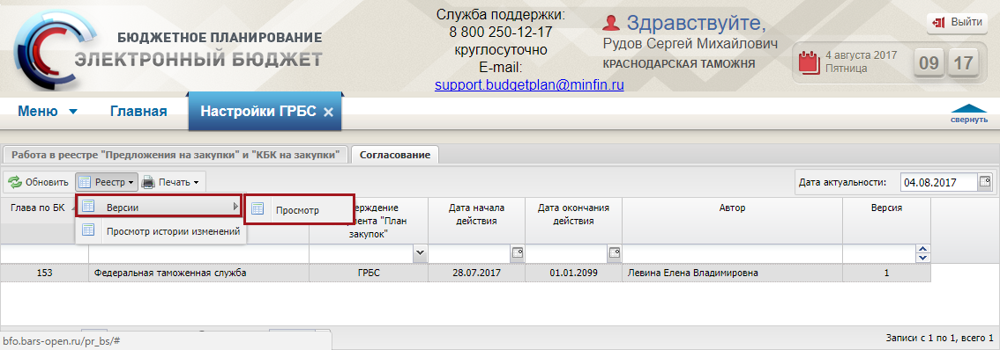 БЮДЖЕТНОЕ ПЛАНИРОВАНИЕ
ЭЛЕКТРОННЫЙ БЮДЖЕТ
Служба поддержки:
8 800 250-12-17
круглосуточно
E-mail:
support.budgetplan@minfin.ru
Здравствуйте,
Рудов Сергей Михайлович
КРАСНОДАРСКАЯ ТАМОЖНЯ
Выйти
4 августа 2017
Пятница
09 17
Меню Главная Настройки ГРБС
свернуть
Работа в реестре "Предложения на закупки" и "КБК на закупки" Согласование
Обновить Реестр Печать Дата актуальности: 04.08.2017
Версии
Просмотр
Просмотр истории изменений
Глава по БК
Дата начала действия
Дата окончания действия
Автор
Версия
"План
закупок"
153 Федеральная таможенная служба ГРБС 28.07.2017 01.01.2099 Левина Елена Владимировна 1
bfo.bars-open.ru/pr_bs/#
Записи с 1 по 1, всего 1